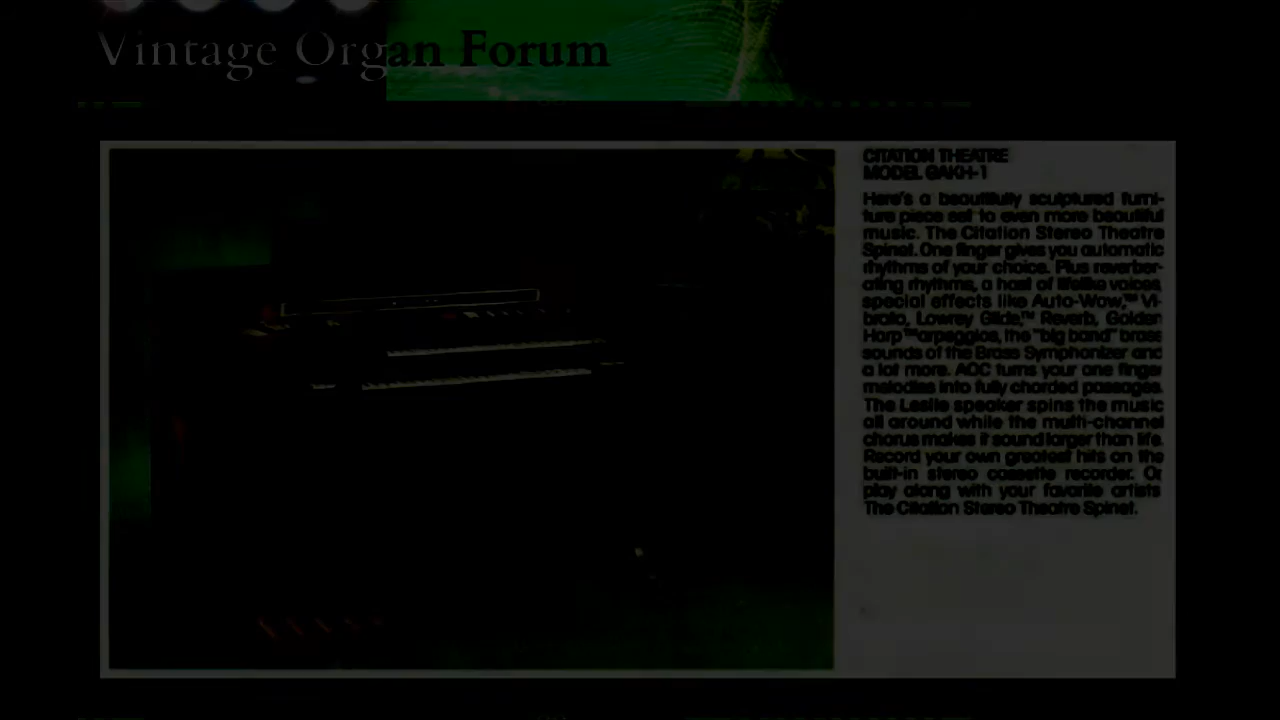 Vintage Organ Forum
CITATION THEATRE
MODEL GAKH-1
Here's a beautifully sculptured furni-
ture piece set to even more beautiful
music. The Citation Stereo Theatre
Spinet. One finger gives you automatic
rhythms of your choice. Plus reverber-
ating rhythms, a host of lifelike voices,
special effects like Auto-Wow,™ Vi-
brato, Lowrey Glide,™ Reverb, Golden
Harp™ arpeggios, the "big band" brass
sounds of the Brass Symphonizer and
a lot more. AOC turns your one finger
melodies into fully chorded passages.
The Leslie speaker spins the music
all around while the multi-channel
chorus makes it sound larger than life.
Record your own greatest hits on the
built-in stereo cassette recorder. Or
play along with your favorite artists
The Citation Stereo Theatre Spinet.